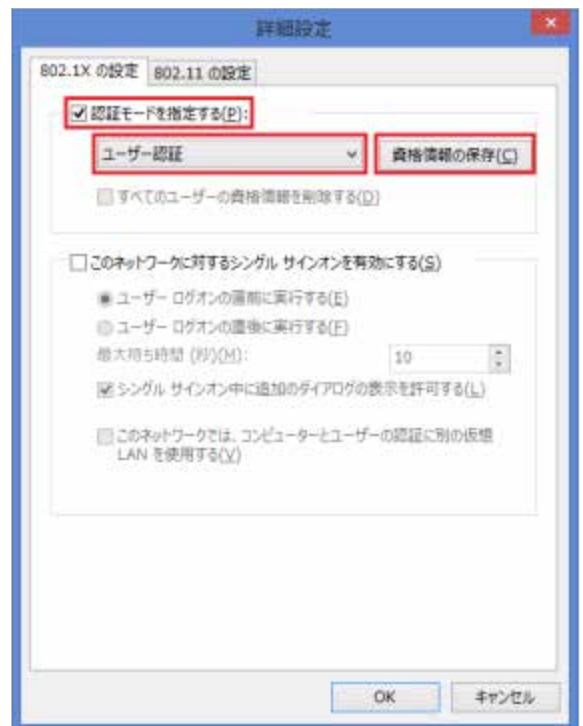 詳細設定
802.1X の設定
802.11 の設定
認証モードを指定する(P):
ユーザー認証
資格情報の保存(C)
すべてのユーザーの資格情報を削除する(D)
このネットワークに対するシングル サインオンを有効にする(S)
ユーザー ログオンの直前に実行する(E)
ユーザー ログオンの直後に実行する(F)
最大待ち時間 (秒)(M):
10
シングル サインオン中に追加のダイアログの表示を許可する(L)
このネットワークでは、コンピューターとユーザーの認証に別の仮想
LAN を使用する(V)
OK
キャンセル